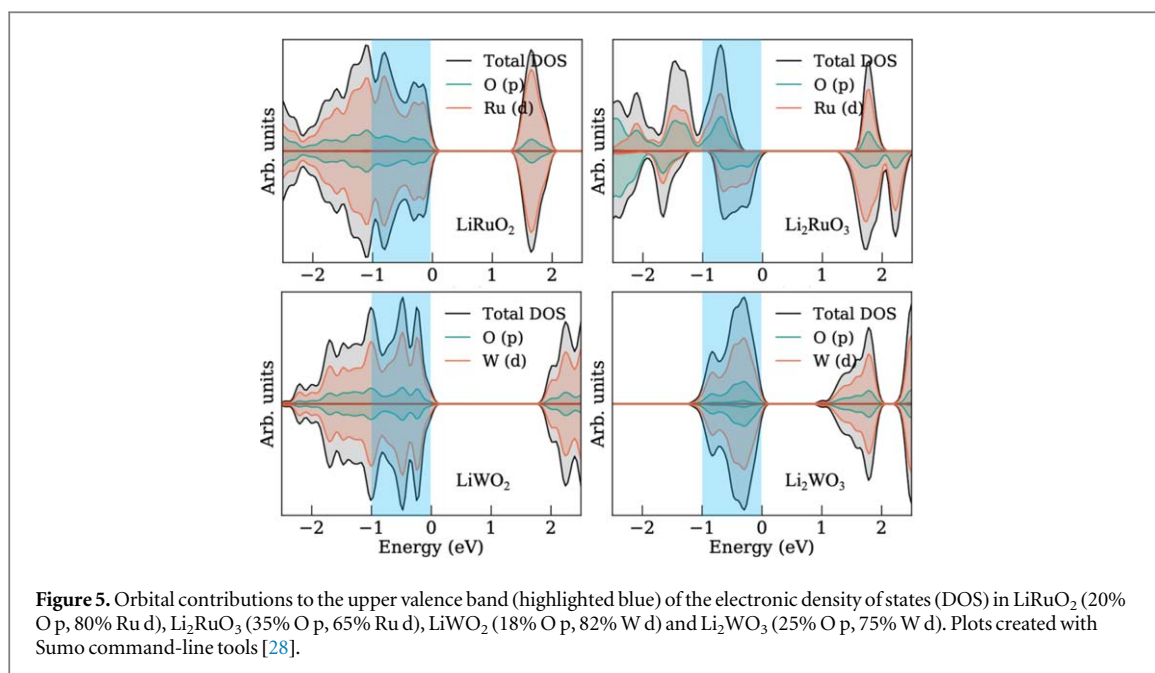 Total DOS
O (p)
Ru (d)
Arb. units
LiRuO₂
−2 −1 0 1 2
Total DOS
O (p)
Ru (d)
Arb. units
Li₂RuO₃
−2 −1 0 1 2
Total DOS
O (p)
W (d)
Arb. units
LiWO₂
−2 −1 0 1 2
Energy (eV)
Total DOS
O (p)
W (d)
Arb. units
Li₂WO₃
−2 −1 0 1 2
Energy (eV)
Figure 5. Orbital contributions to the upper valence band (highlighted blue) of the electronic density of states (DOS) in LiRuO₂ (20%
O p, 80% Ru d), Li₂RuO₃ (35% O p, 65% Ru d), LiWO₂ (18% O p, 82% W d) and Li₂WO₃ (25% O p, 75% W d). Plots created with
Sumo command-line tools [28].